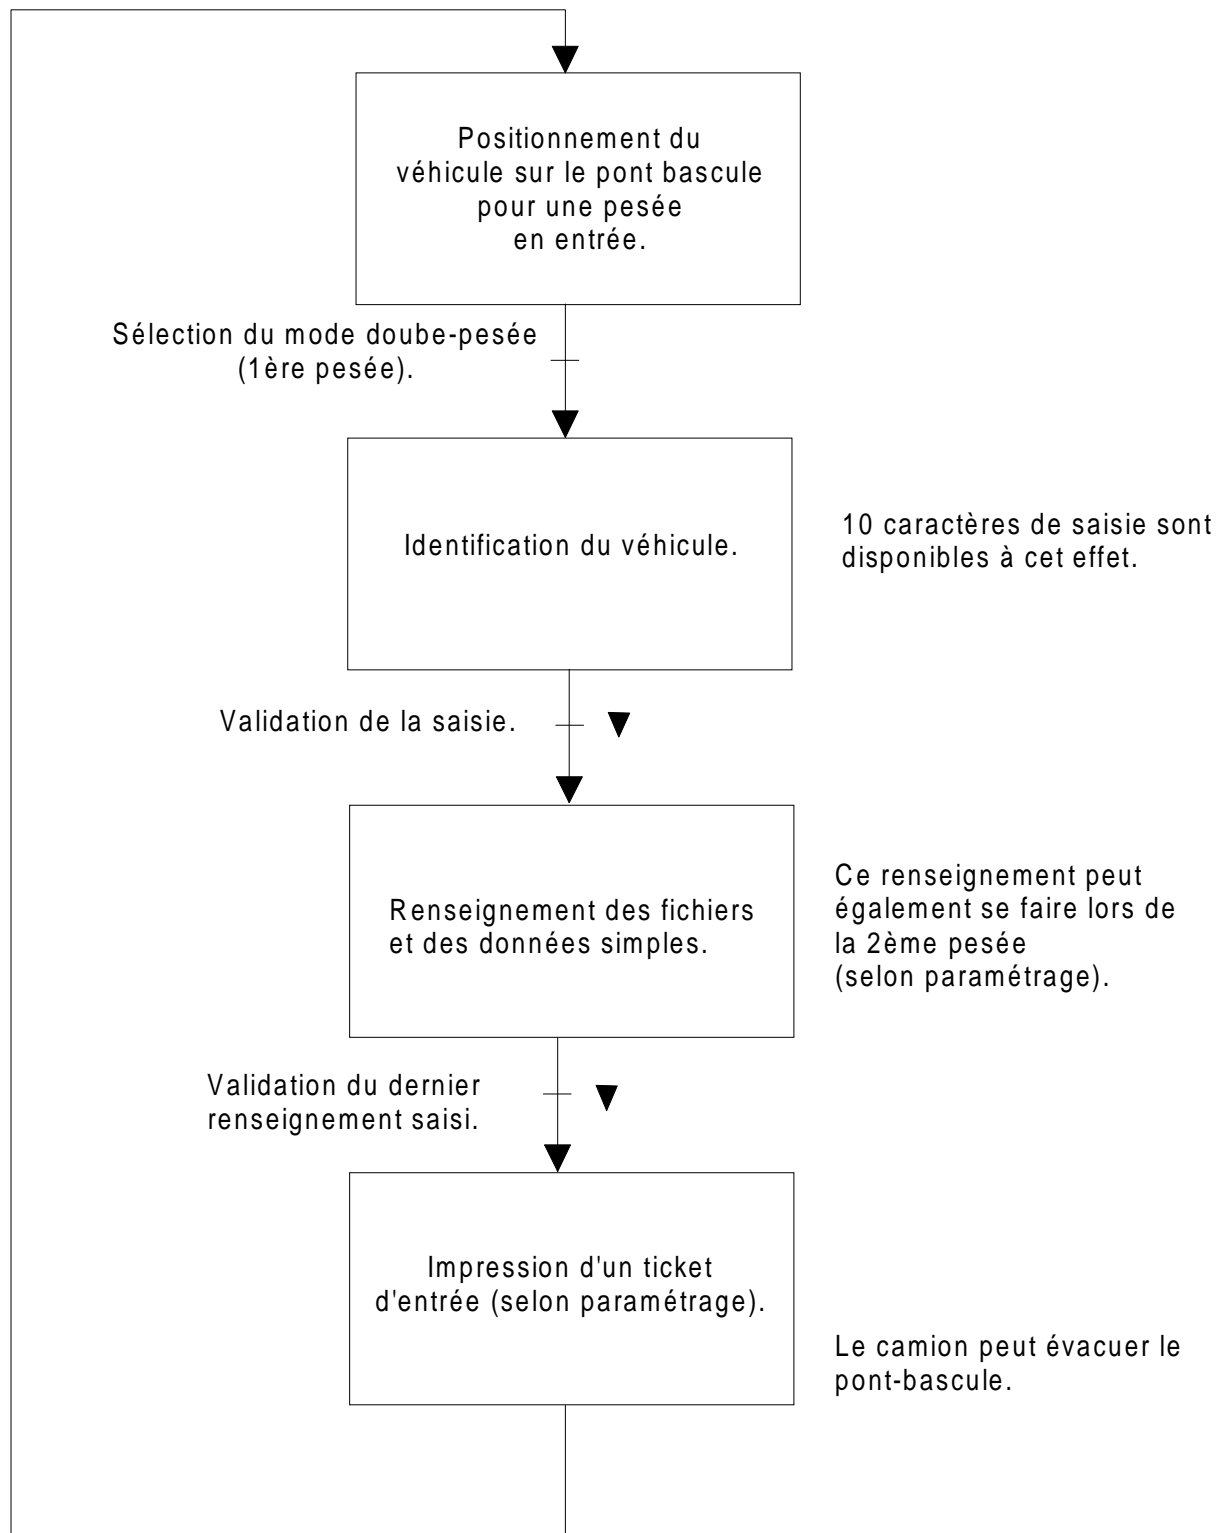 Positionnement du
véhicule sur le pont bascule
pour une pesée
en entrée.
Sélection du mode doube-pesée
(1ère pesée).
Identification du véhicule.
10 caractères de saisie sont
disponibles à cet effet.
Validation de la saisie.
Renseignement des fichiers
et des données simples.
Ce renseignement peut
également se faire lors de
la 2ème pesée
(selon paramétrage).
Validation du dernier
renseignement saisi.
Impression d'un ticket
d'entrée (selon paramétrage).
Le camion peut évacuer le
pont-bascule.